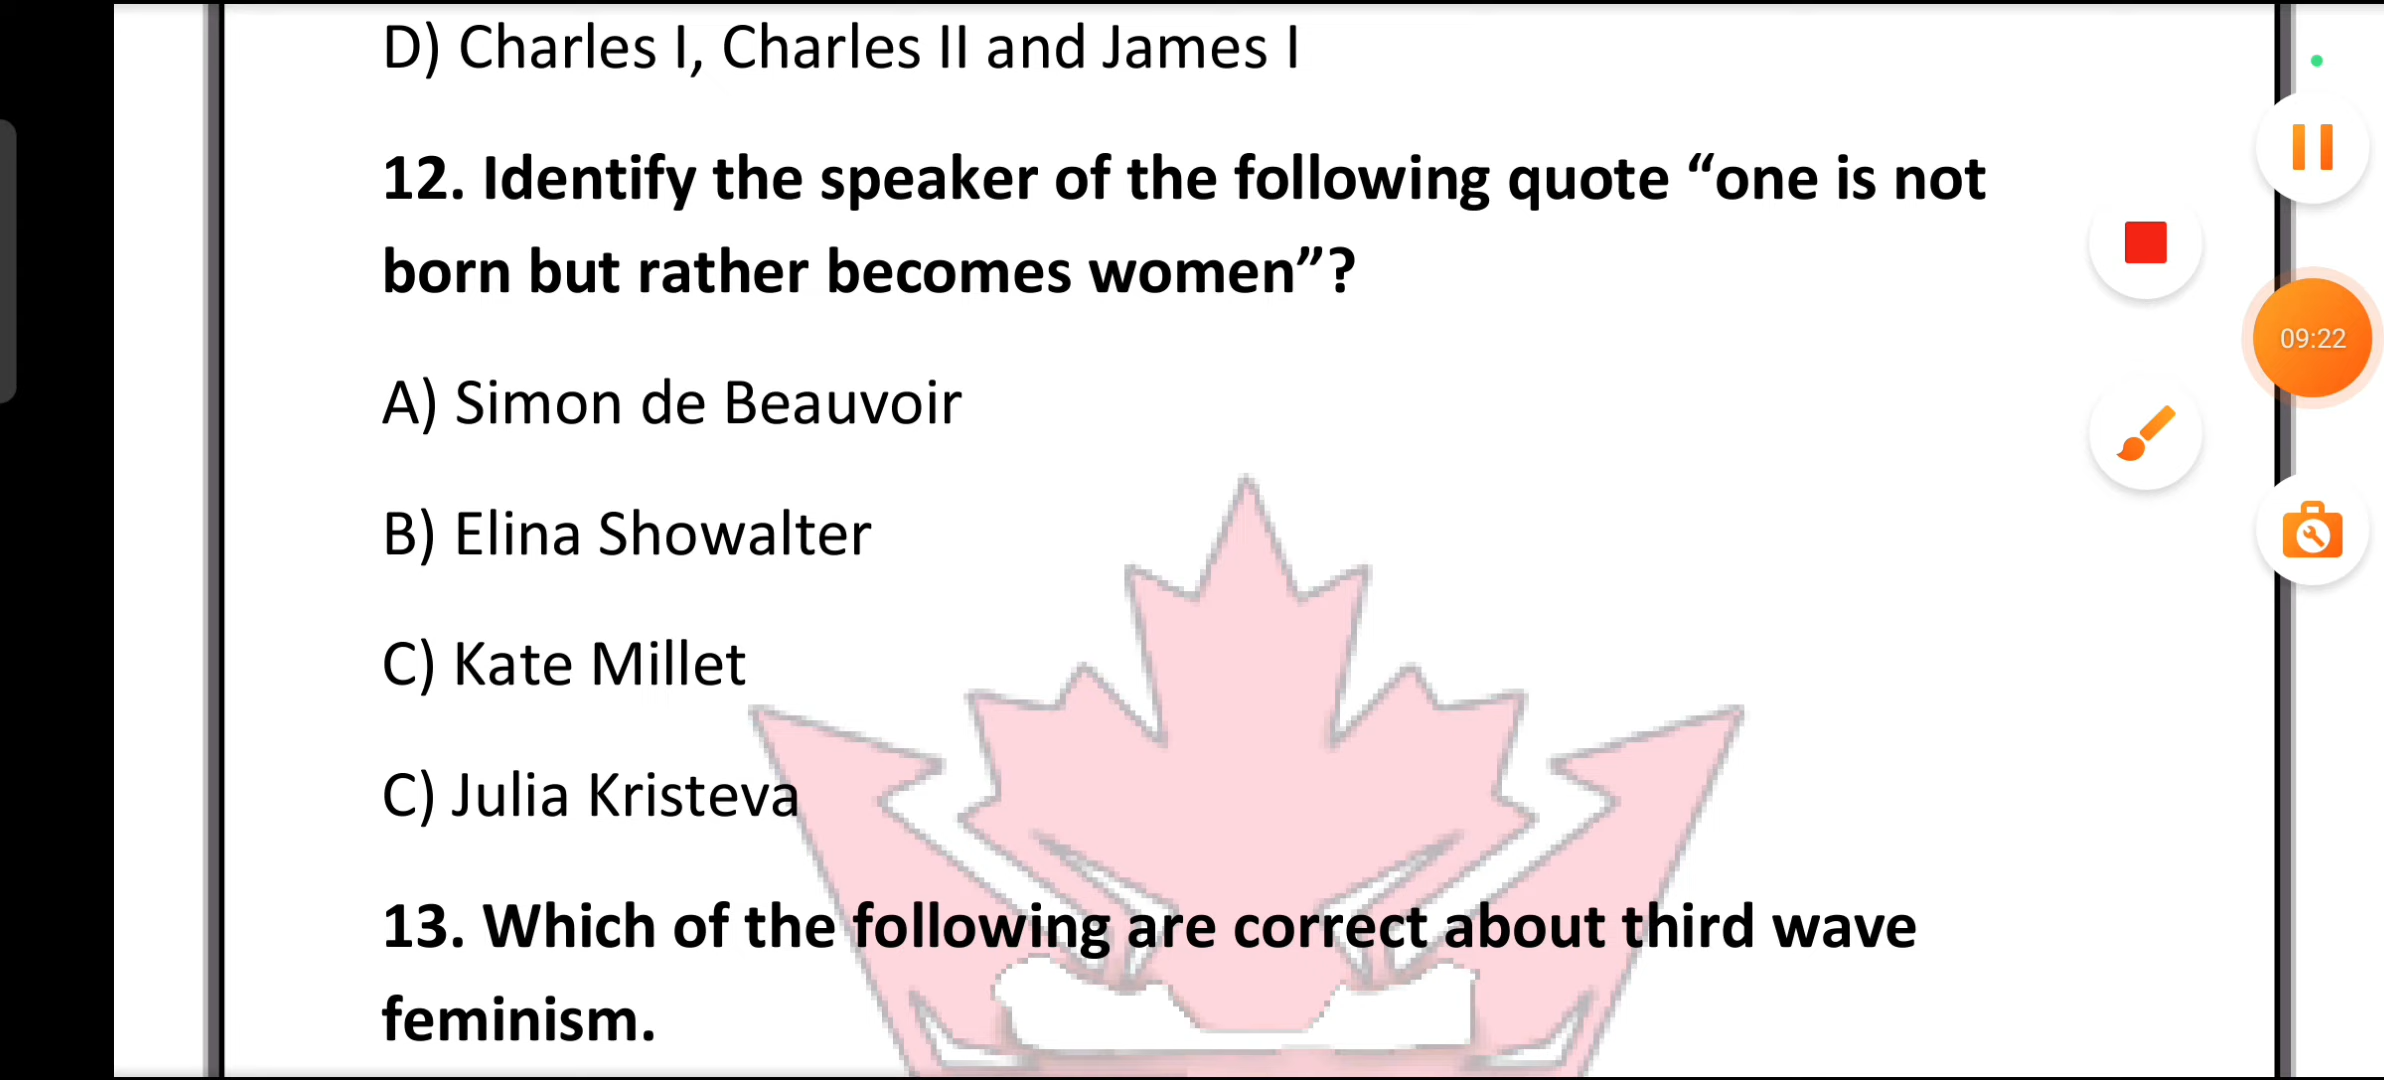 D) Charles I, Charles II and James I
12. Identify the speaker of the following quote “one is not
born but rather becomes women”?
A) Simon de Beauvoir
B) Elina Showalter
C) Kate Millet
C) Julia Kristeva
13. Which of the following are correct about third wave
feminism.
09:22